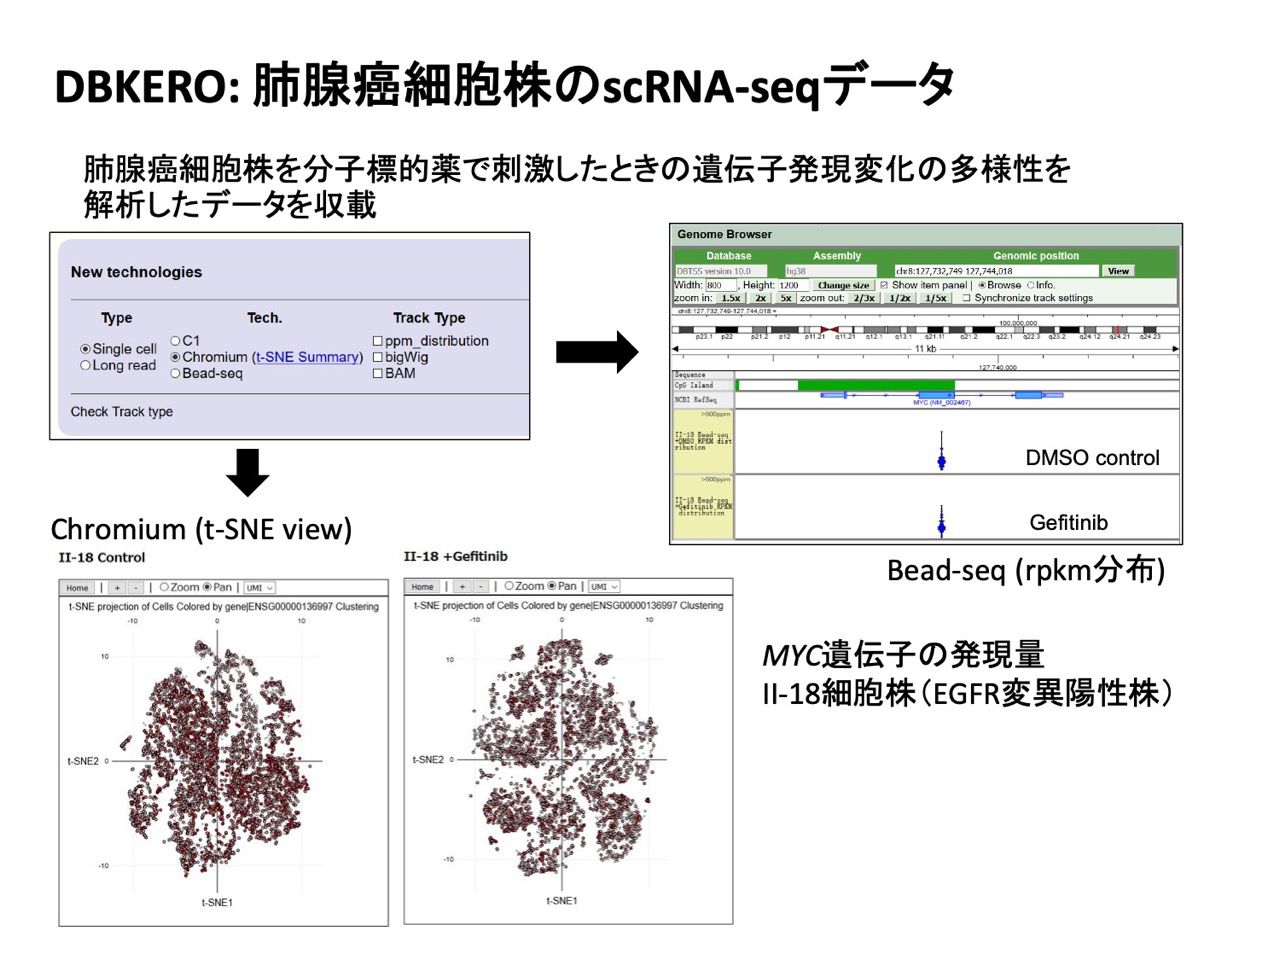 DBKERO: 肺腺癌細胞株のscRNA-seqデータ
肺腺癌細胞株を分子標的薬で刺激したときの遺伝子発現変化の多様性を
解析したデータを収載
New technologies
Type Tech. Track Type
Single cell
Long read
C1
Chromium (t-SNE Summary)
Bead-seq
ppm_distribution
bigWig
BAM
Check Track type
Genome Browser
Database Assembly Genomic position
DBTSS version 10.0 hg38 chr8:127,732,749 127,744,018 View
Width: 800 , Height: 1200 Change size Show item panel | Browse Info.
zoom in: 1.5x 2x 5x zoom out: 2/3x 1/2x 1/5x Synchronize track settings
chr8:127,732,749-127,744,018
100,000,000
p23.1 p22 p21.2 p12 p11.21 q11.21 q12.1 q13.2 q21.11 q21.2 q22.2 q23.1 q24.12 q24.21 q24.23
11 kb
127,740,000
Sequence
CpG Island
NCBI RefSeq
MYC (NM_002467)
>600ppm
II-18 Bead-seq
+DMSO RPKM dist
ribution
DMSO control
>600ppm
II-18 Bead-seq
+Gefitinib RPKM
distribution
Gefitinib
Bead-seq (rpkm分布)
Chromium (t-SNE view)
II-18 Control
Home | + - | Zoom Pan | UMI
t-SNE projection of Cells Colored by gene|ENSG00000136997 Clustering
-10 0 10
10
t-SNE2 0
-10
t-SNE1
II-18 +Gefitinib
Home | + - | Zoom Pan | UMI
t-SNE projection of Cells Colored by gene|ENSG00000136997 Clustering
-10 0 10
10
t-SNE2 0
-10
t-SNE1
MYC遺伝子の発現量
II-18細胞株（EGFR変異陽性株）